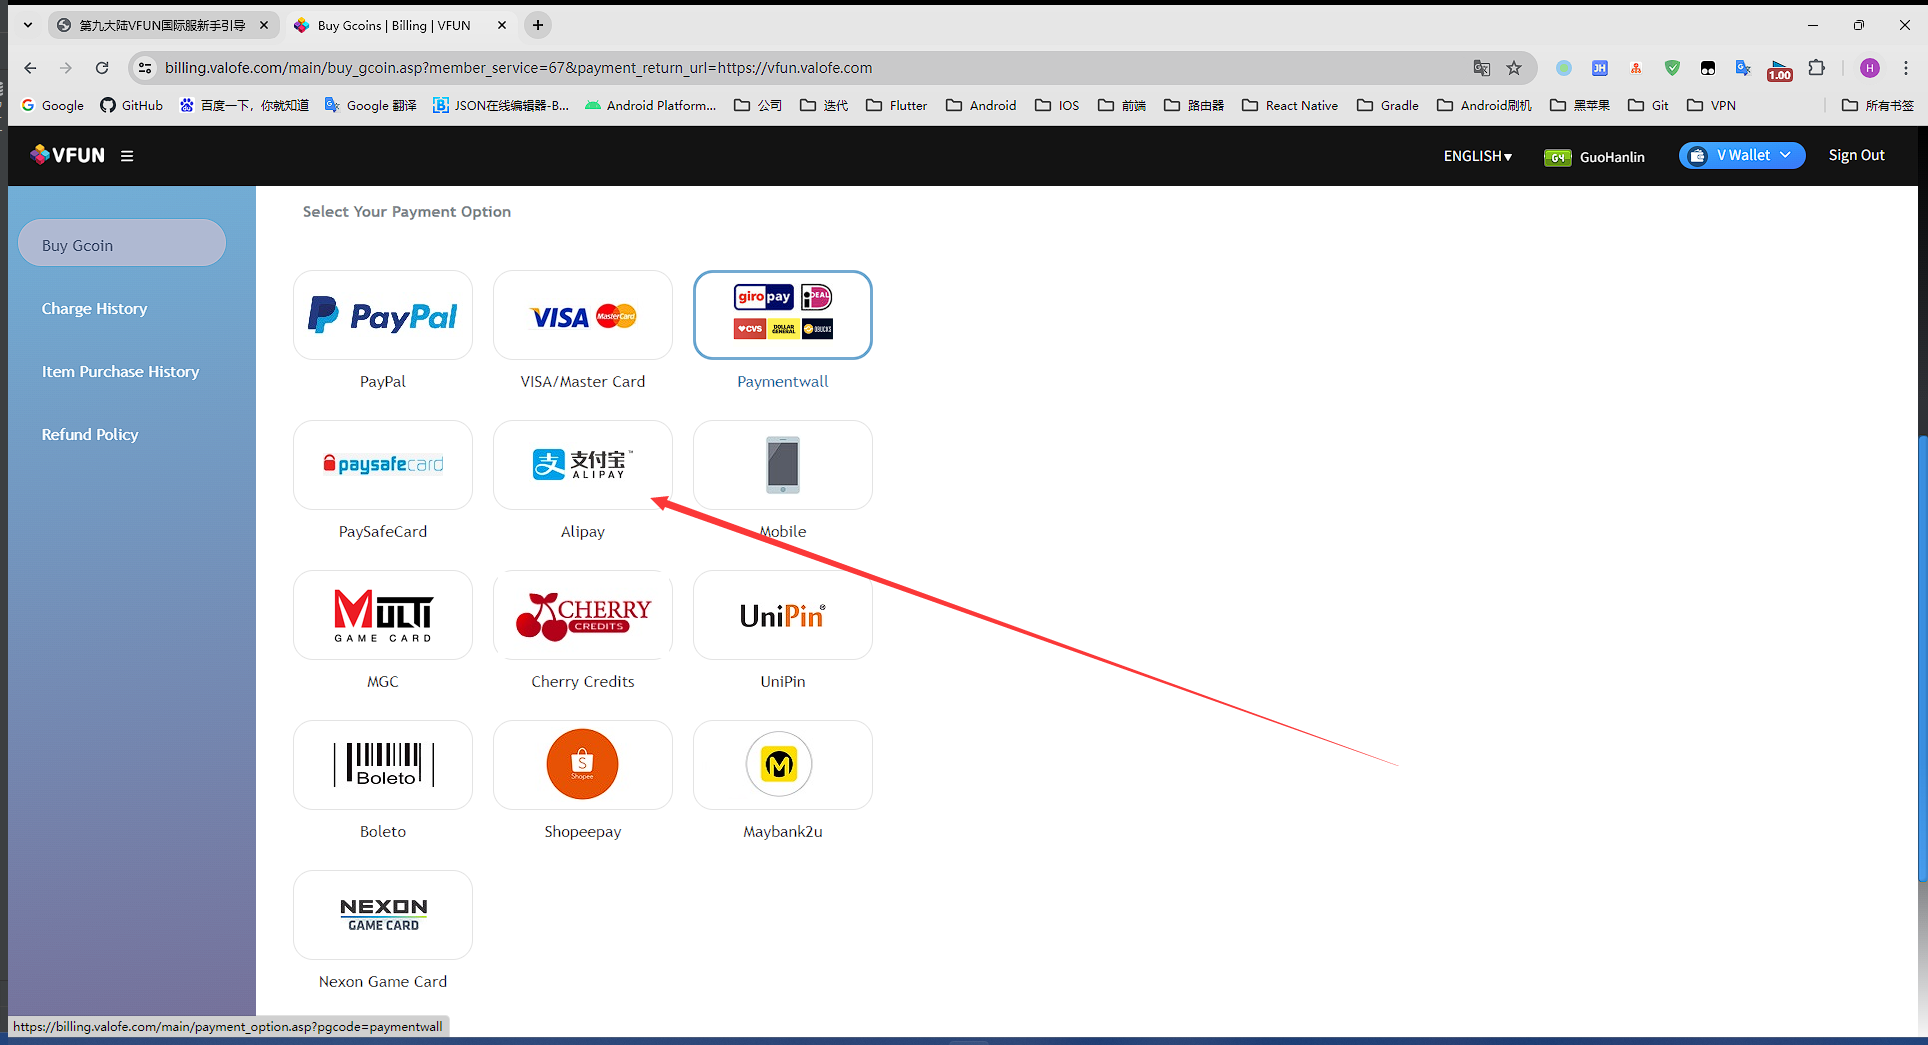 第九大陆VFUN国际服新手引导
Buy Gcoins | Billing | VFUN
billing.valofe.com/main/buy_gcoin.asp?member_service=67&payment_return_url=https://vfun.valofe.com
JH
1.00
H
Google
GitHub
百度一下，你就知道
Google 翻译
JSON在线编辑器-B...
Android Platform...
公司
迭代
Flutter
Android
IOS
前端
路由器
React Native
Gradle
Android刷机
黑苹果
Git
VPN
所有书签
VFUN
ENGLISH▾
G4
GuoHanlin
V Wallet
Sign Out
Buy Gcoin
Charge History
Item Purchase History
Refund Policy
Select Your Payment Option
PayPal
VISA MasterCard
giropay iDEAL
CVS DOLLAR GENERAL
PayPal
VISA/Master Card
Paymentwall
paysafecard
支 支付宝™
ALIPAY
PaySafeCard
Alipay
Mobile
MULTI
GAME CARD
CHERRY
CREDITS
UniPin®
MGC
Cherry Credits
UniPin
Boleto
S
Shopee
M
Boleto
Shopeepay
Maybank2u
NEXON
GAME CARD
Nexon Game Card
https://billing.valofe.com/main/payment_option.asp?pgcode=paymentwall